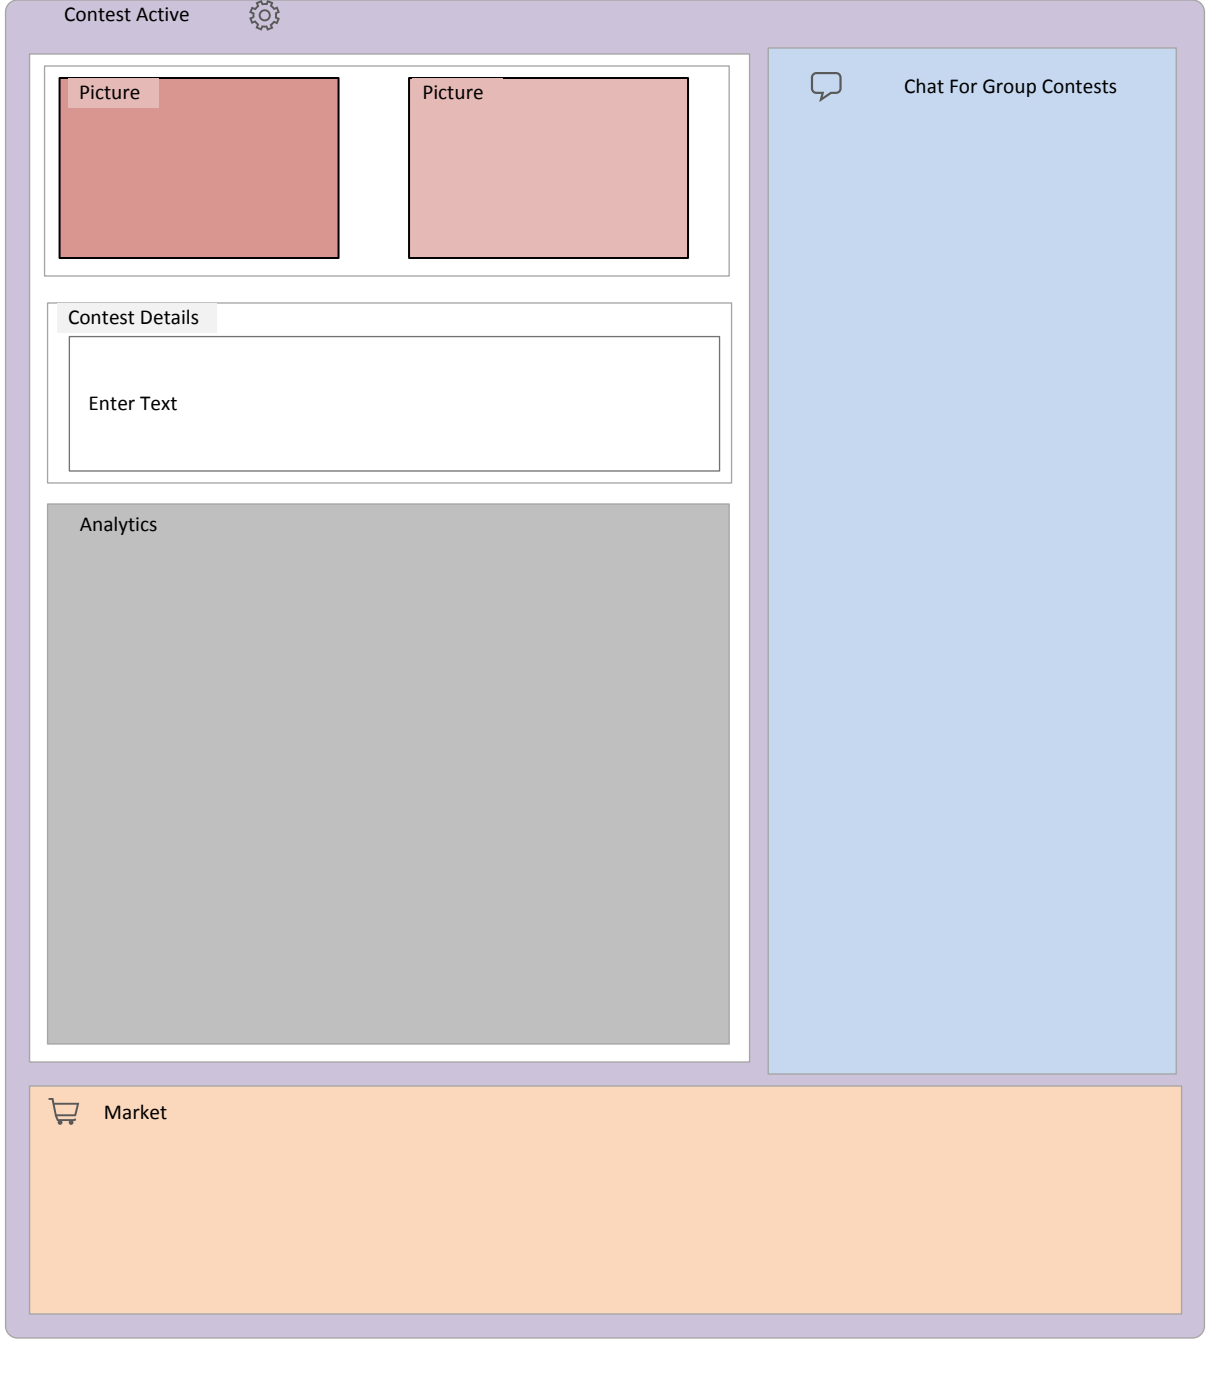 Contest Active
Picture
Picture
Chat For Group Contests
Contest Details
Enter Text
Analytics
Market